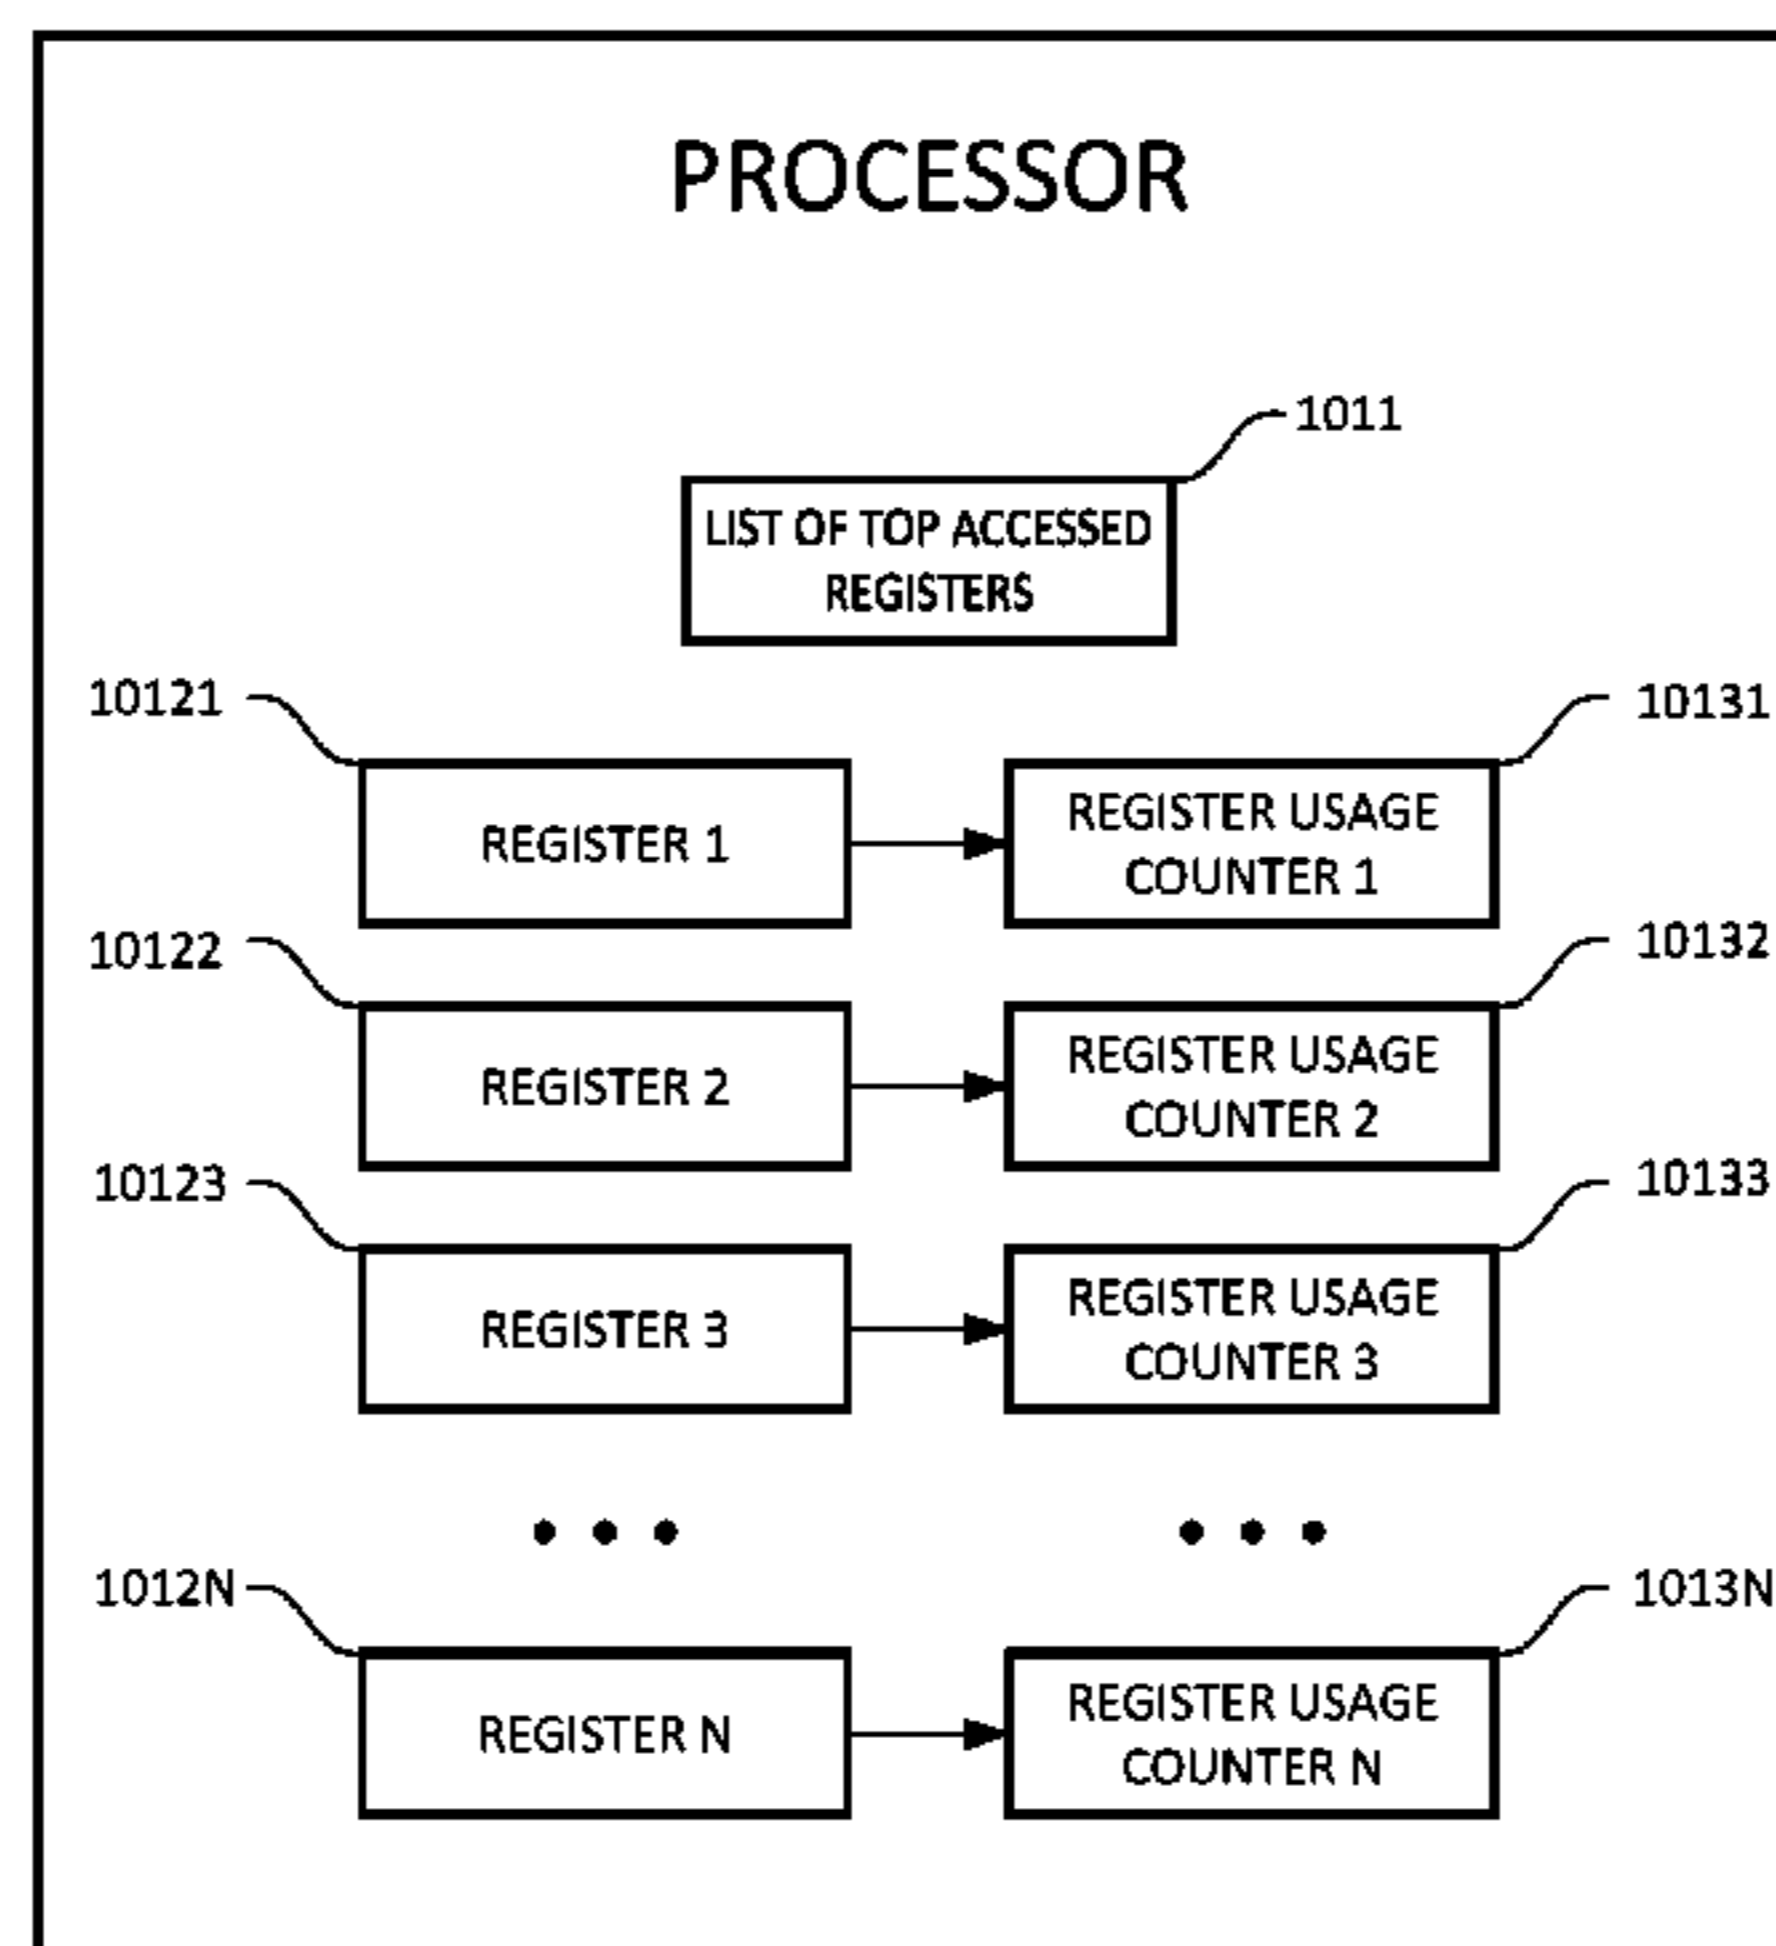 PROCESSOR
1011
LIST OF TOP ACCESSED
REGISTERS
10121
10131
REGISTER 1
REGISTER USAGE
COUNTER 1
10122
10132
REGISTER 2
REGISTER USAGE
COUNTER 2
10123
10133
REGISTER 3
REGISTER USAGE
COUNTER 3
1012N
1013N
REGISTER N
REGISTER USAGE
COUNTER N